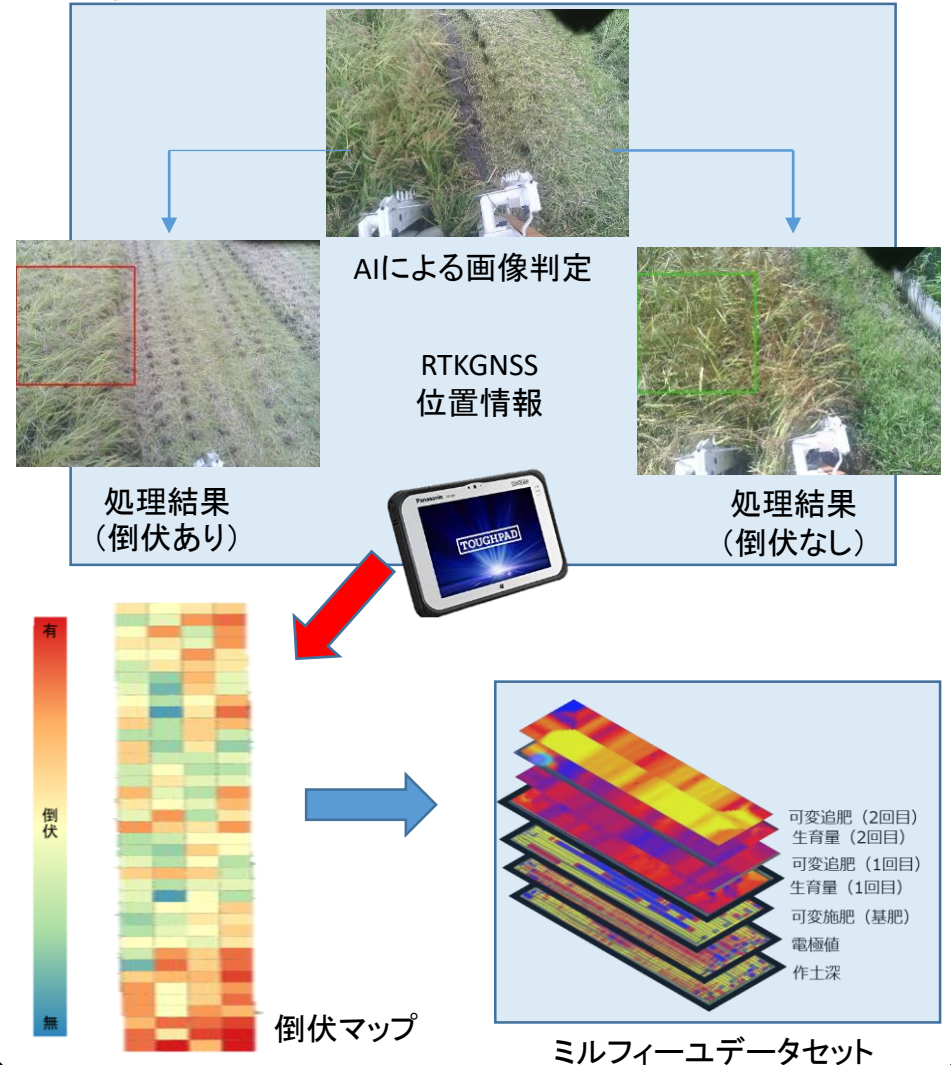 AIによる画像判定
RTKGNSS
位置情報
処理結果
（倒伏あり）
処理結果
（倒伏なし）
Panasonic
TOUGHPAD
有
倒伏
無
倒伏マップ
可変追肥（2回目）
生育量（2回目）
可変追肥（1回目）
生育量（1回目）
可変施肥（基肥）
電極値
作土深
ミルフィーユデータセット